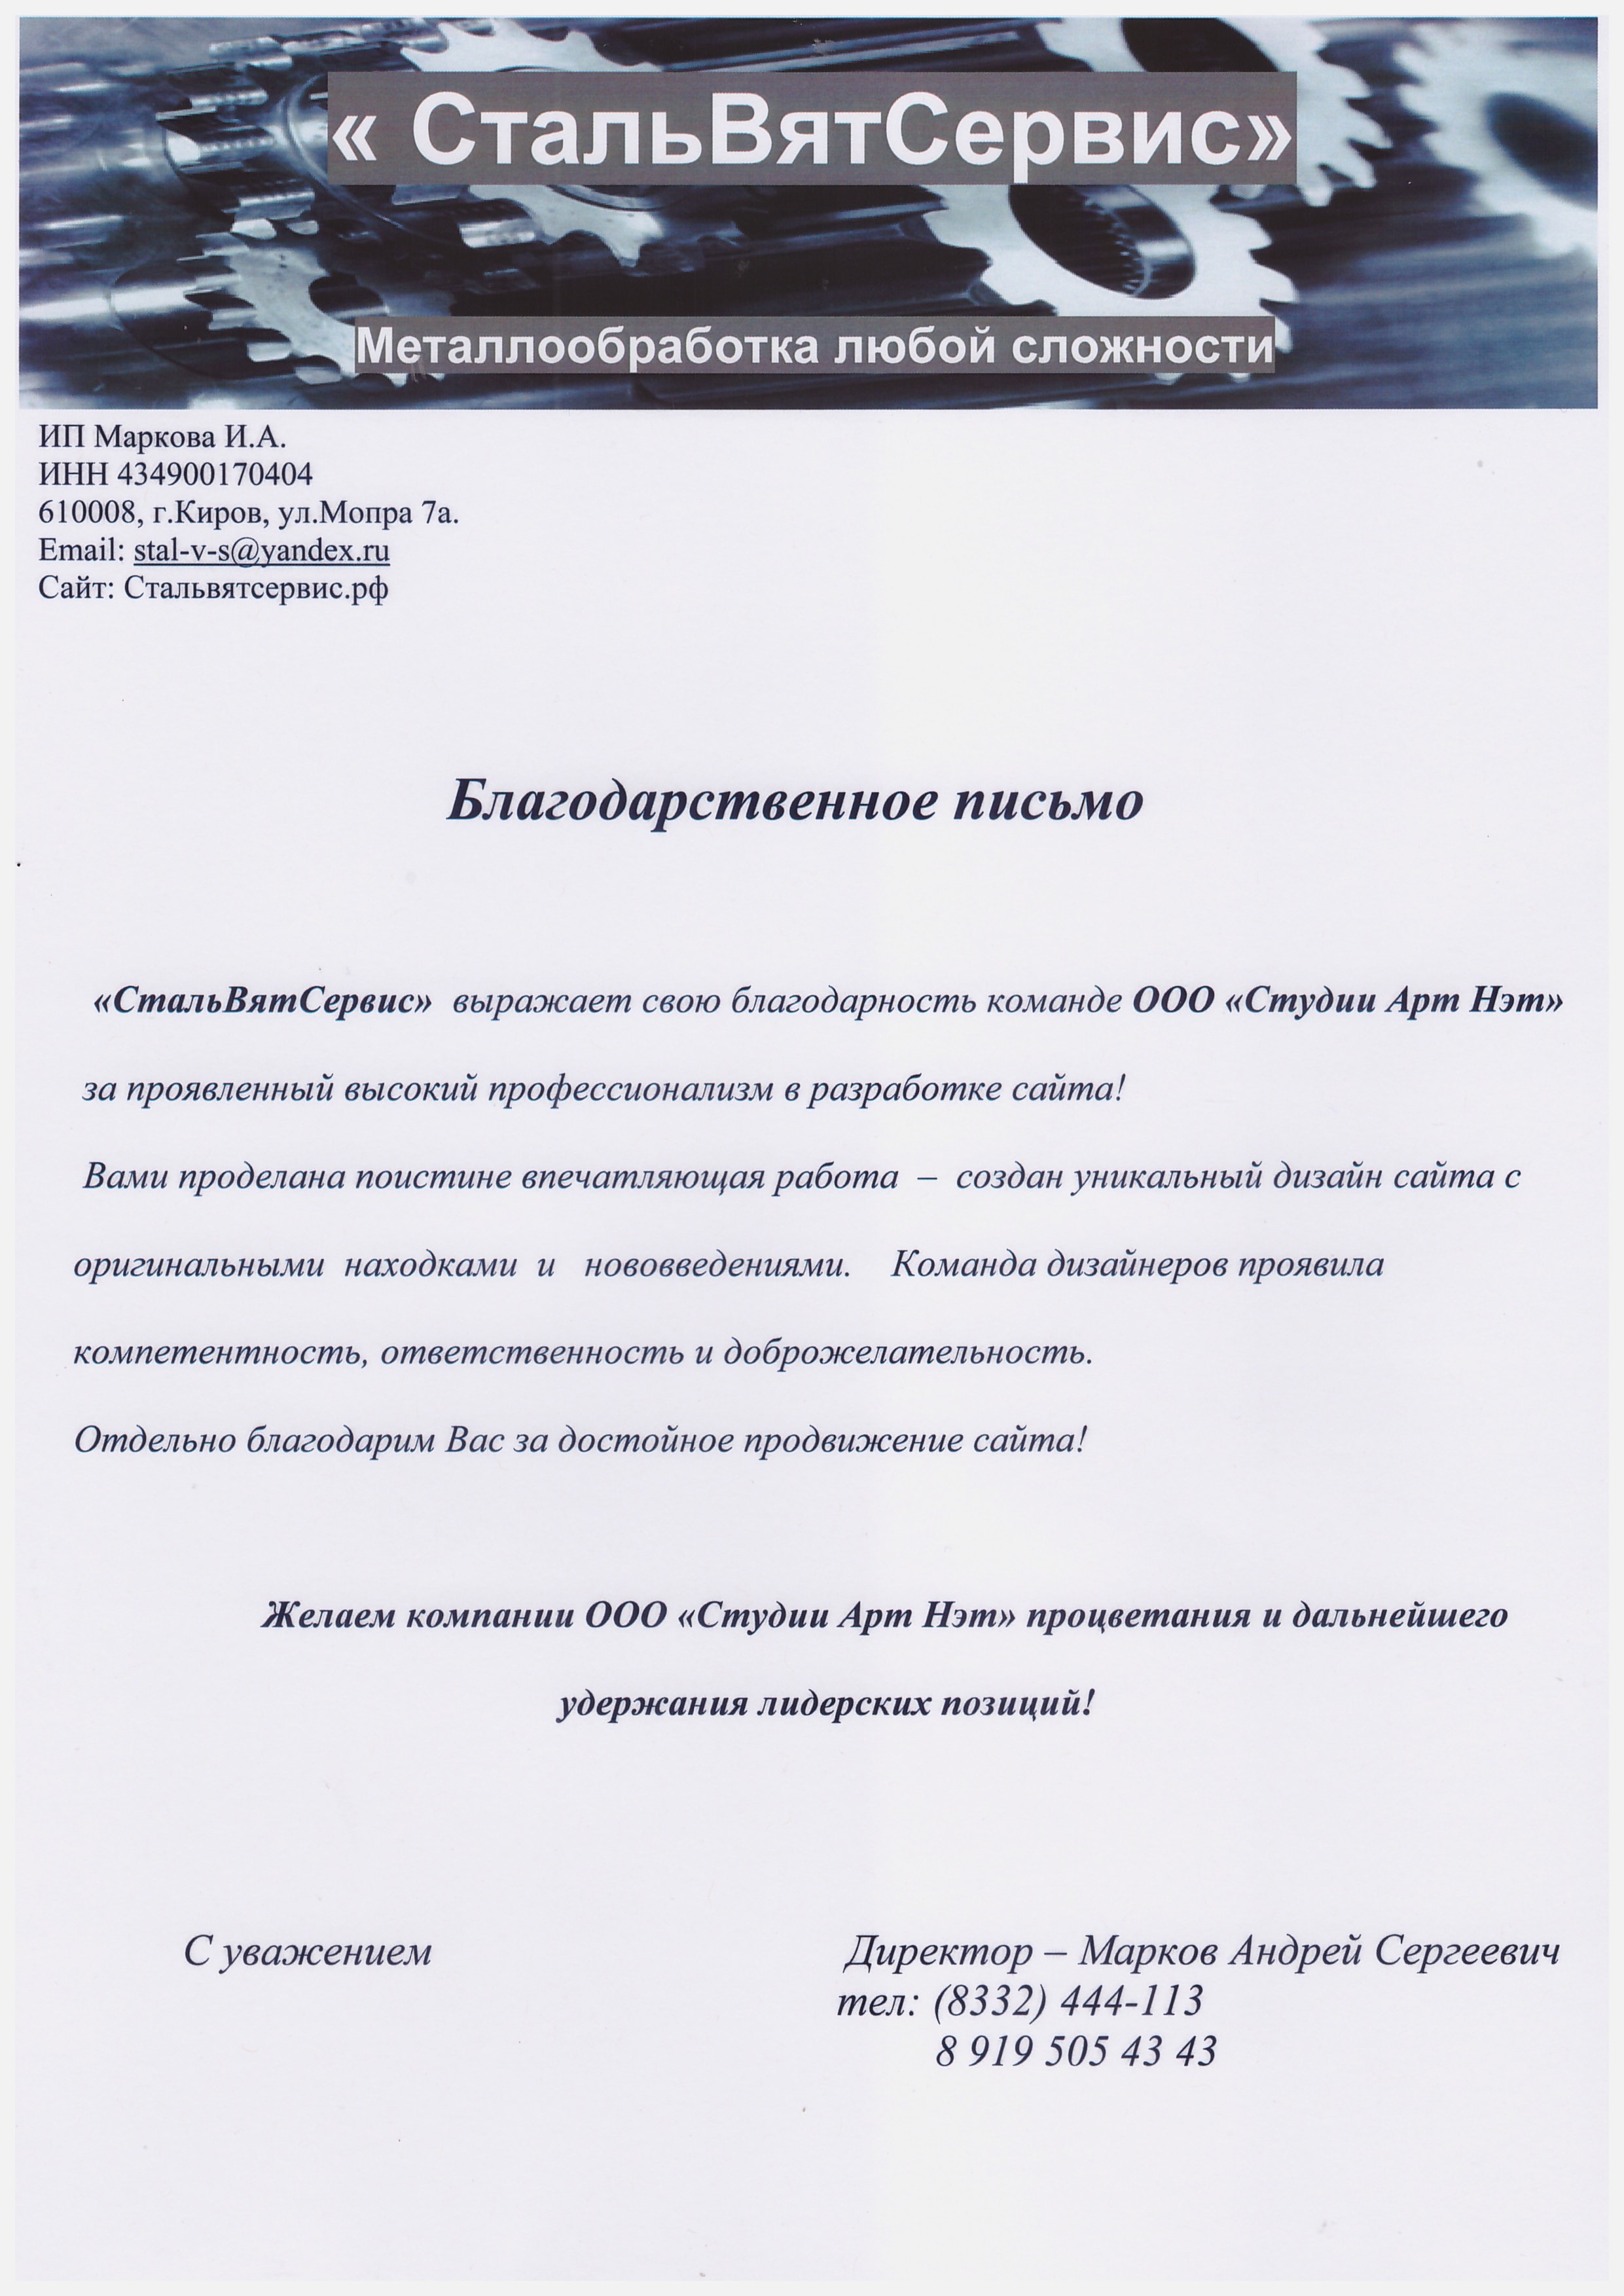 « СтальВятСервис»
Металлообработка любой сложности
ИП Маркова И.А.
ИНН 434900170404
610008, г.Киров, ул.Мопра 7а.
Email: stal-v-s@yandex.ru
Сайт: Стальвятсервис.рф
Благодарственное письмо
«СтальВятСервис» выражает свою благодарность команде ООО «Студии Арт Нэт»
за проявленный высокий профессионализм в разработке сайта!
Вами проделана поистине впечатляющая работа – создан уникальный дизайн сайта с
оригинальными находками и нововведениями. Команда дизайнеров проявила
компетентность, ответственность и доброжелательность.
Отдельно благодарим Вас за достойное продвижение сайта!
Желаем компании ООО «Студии Арт Нэт» процветания и дальнейшего
удержания лидерских позиций!
С уважением Директор – Марков Андрей Сергеевич
тел: (8332) 444-113
8 919 505 43 43